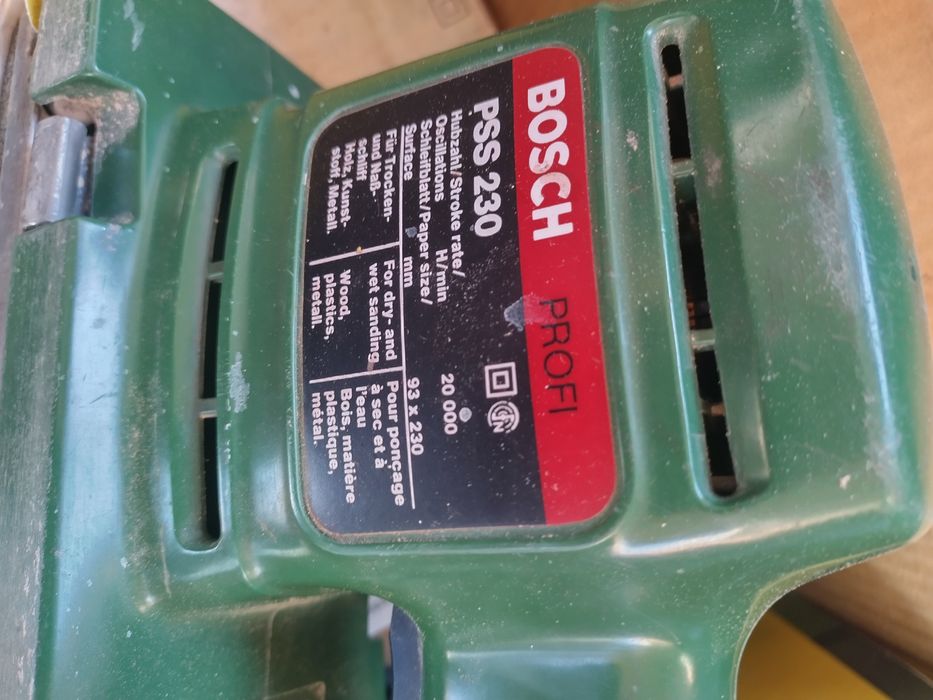 BOSCH PROFI
PSS 230
Hubzahl/Stroke rate/
Oscillations H/min 20 000
Schleifblatt/Paper size/
Surface mm 93 x 230
Für Trocken-
und Naß-
schliff
Holz, Kunst-
stoff, Metall.
For dry- and
wet sanding
Wood,
plastics,
metall.
Pour ponçage
à sec et à
l'eau
Bois, matière
plastique,
métal.